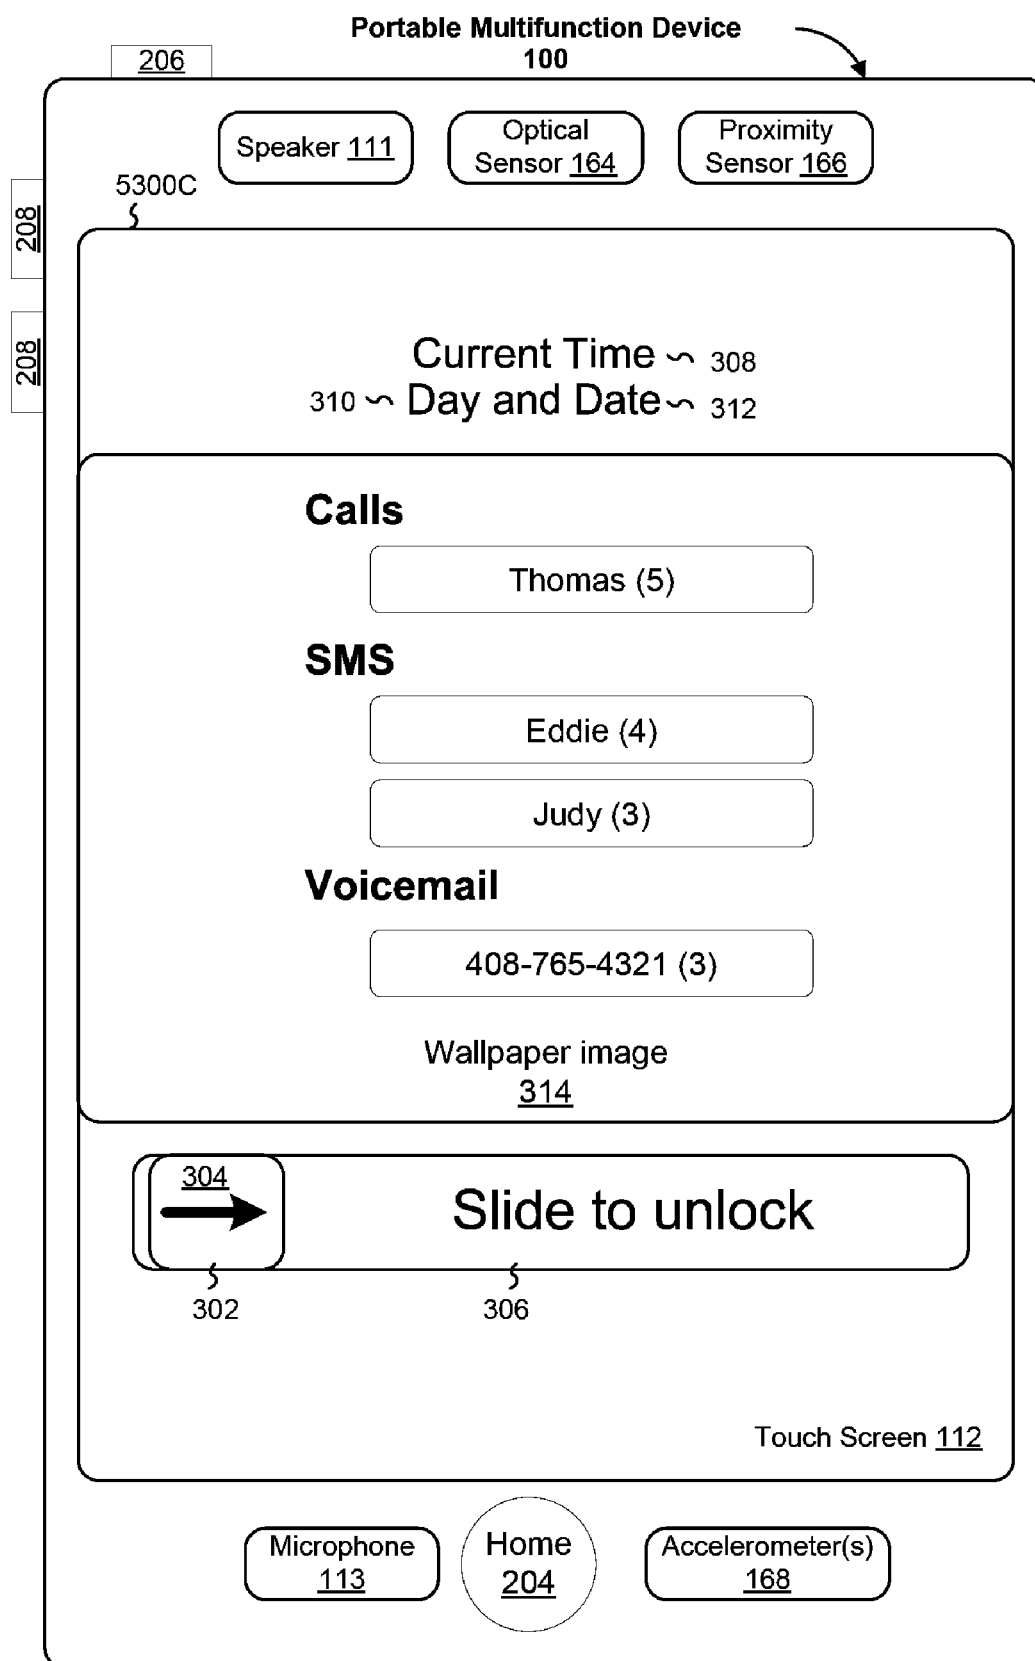 Portable Multifunction Device
100
206
Speaker 111
Optical
Sensor 164
Proximity
Sensor 166
5300C
208
208
Current Time 308
310 Day and Date 312
Calls
Thomas (5)
SMS
Eddie (4)
Judy (3)
Voicemail
408-765-4321 (3)
Wallpaper image
314
304
Slide to unlock
302
306
Touch Screen 112
Microphone
113
Home
204
Accelerometer(s)
168